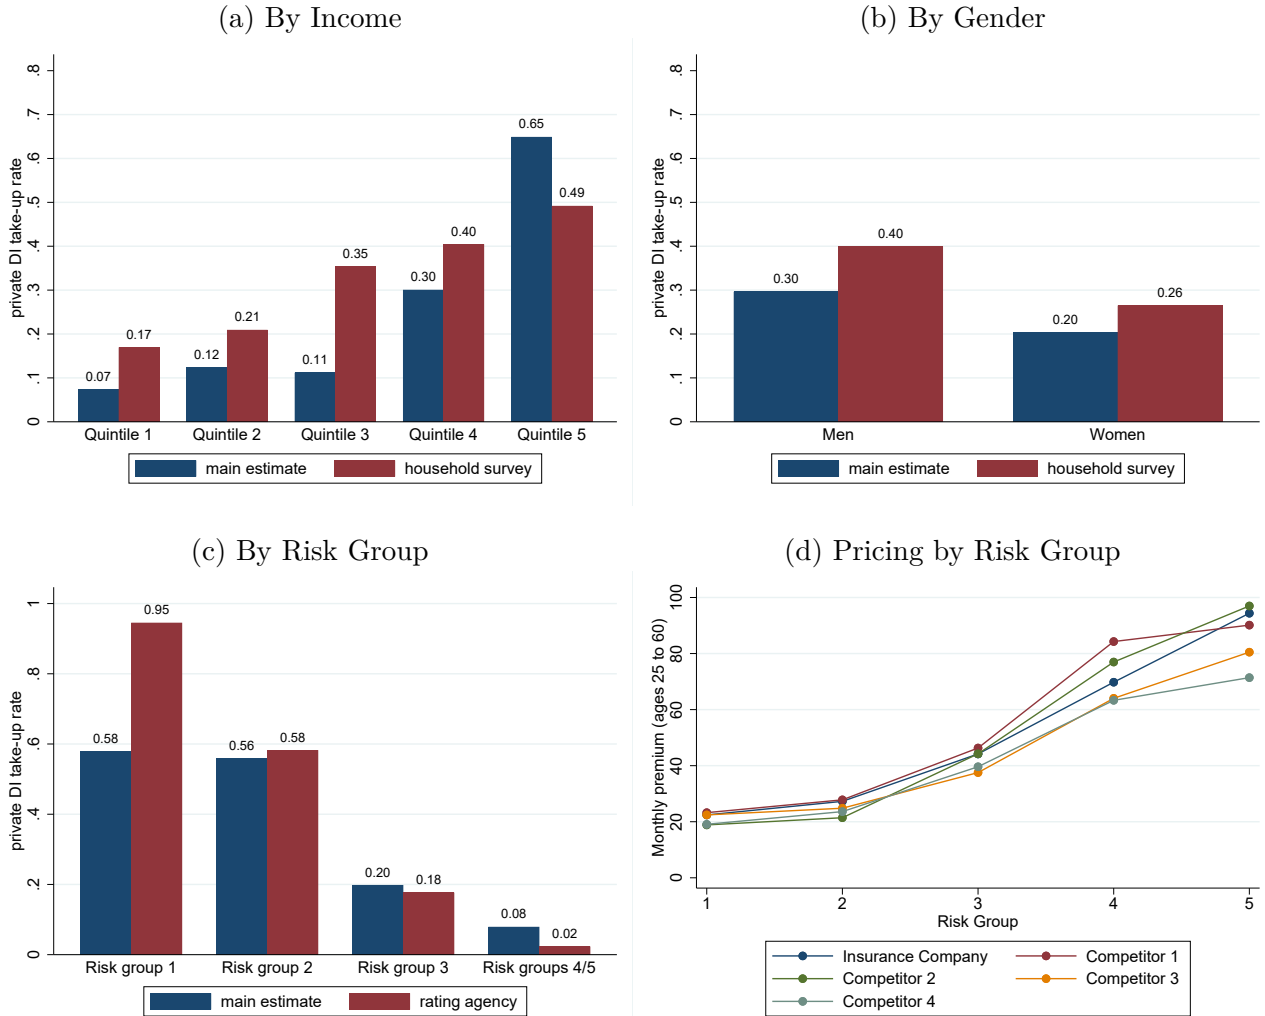 (a) By Income
private DI take-up rate
0 .1 .2 .3 .4 .5 .6 .7 .8
0.07 0.17 0.12 0.21 0.11 0.35 0.30 0.40 0.65 0.49
Quintile 1 Quintile 2 Quintile 3 Quintile 4 Quintile 5
main estimate household survey
(b) By Gender
private DI take-up rate
0 .1 .2 .3 .4 .5 .6 .7 .8
0.30 0.40 0.20 0.26
Men Women
main estimate household survey
(c) By Risk Group
private DI take-up rate
0 .2 .4 .6 .8 1
0.58 0.95 0.56 0.58 0.20 0.18 0.08 0.02
Risk group 1 Risk group 2 Risk group 3 Risk groups 4/5
main estimate rating agency
(d) Pricing by Risk Group
Monthly premium (ages 25 to 60)
0 20 40 60 80 100
1 2 3 4 5
Risk Group
Insurance Company Competitor 1
Competitor 2 Competitor 3
Competitor 4